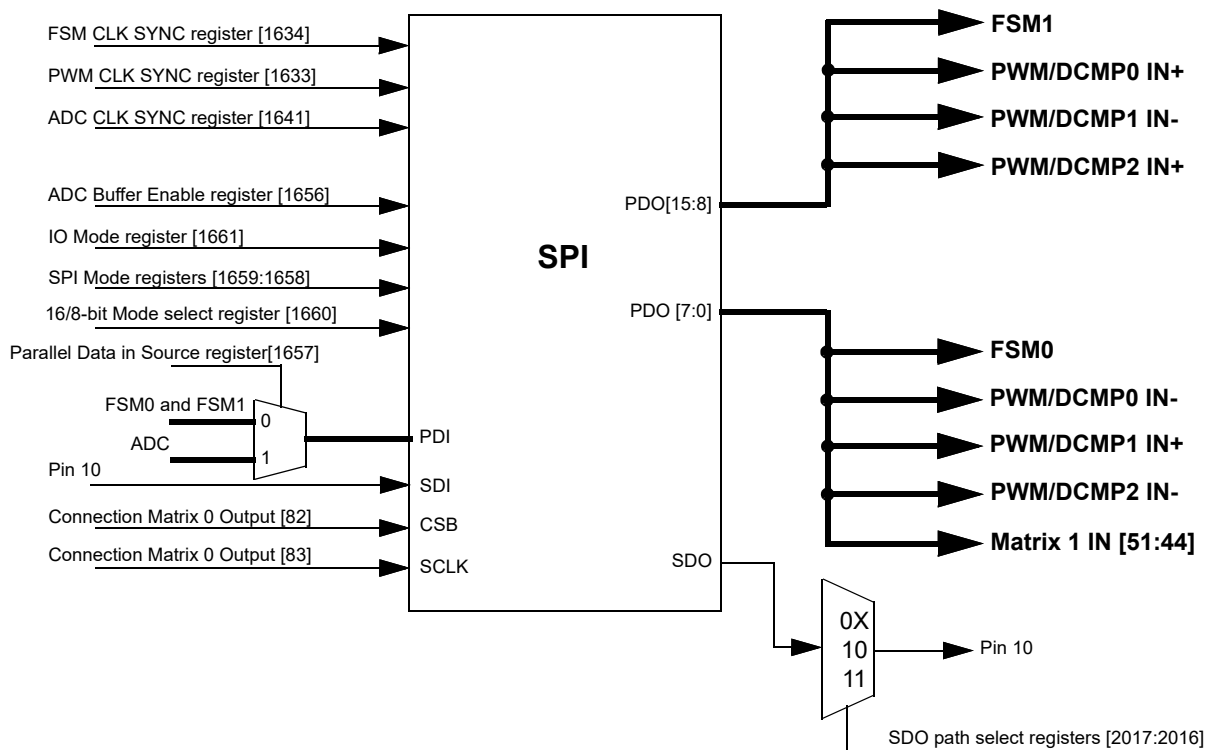 FSM CLK SYNC register [1634]
PWM CLK SYNC register [1633]
ADC CLK SYNC register [1641]
ADC Buffer Enable register [1656]
IO Mode register [1661]
SPI Mode registers [1659:1658]
16/8-bit Mode select register [1660]
Parallel Data in Source register[1657]
FSM0 and FSM1
0
ADC
1
Pin 10
Connection Matrix 0 Output [82]
Connection Matrix 0 Output [83]
PDI
SDI
CSB
SCLK
SPI
PDO[15:8]
PDO [7:0]
SDO
FSM1
PWM/DCMP0 IN+
PWM/DCMP1 IN-
PWM/DCMP2 IN+
FSM0
PWM/DCMP0 IN-
PWM/DCMP1 IN+
PWM/DCMP2 IN-
Matrix 1 IN [51:44]
0X
10
11
Pin 10
SDO path select registers [2017:2016]